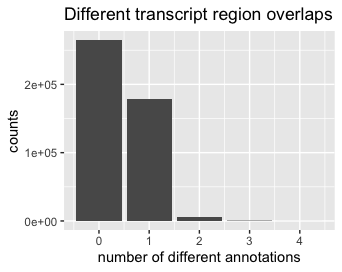 Different transcript region overlaps
counts
2e+05
1e+05
0e+00
0 1 2 3 4
number of different annotations